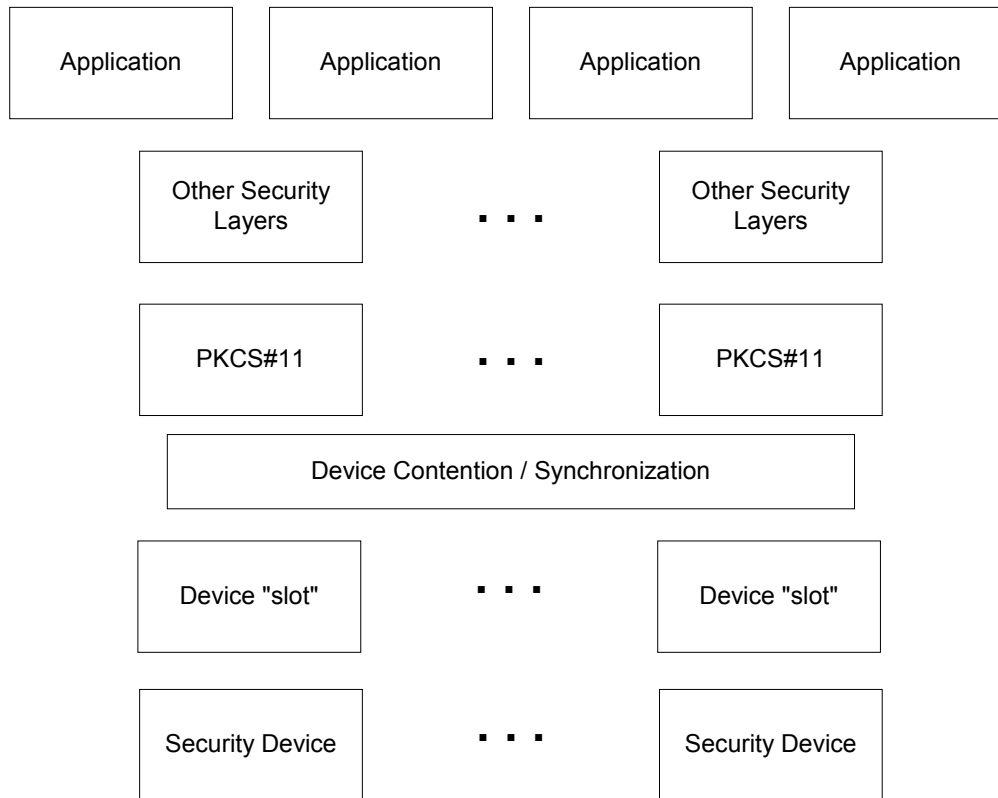 Application
Application
Application
Application
Other Security
Layers
. . .
Other Security
Layers
PKCS#11
. . .
PKCS#11
Device Contention / Synchronization
Device "slot"
. . .
Device "slot"
Security Device
. . .
Security Device